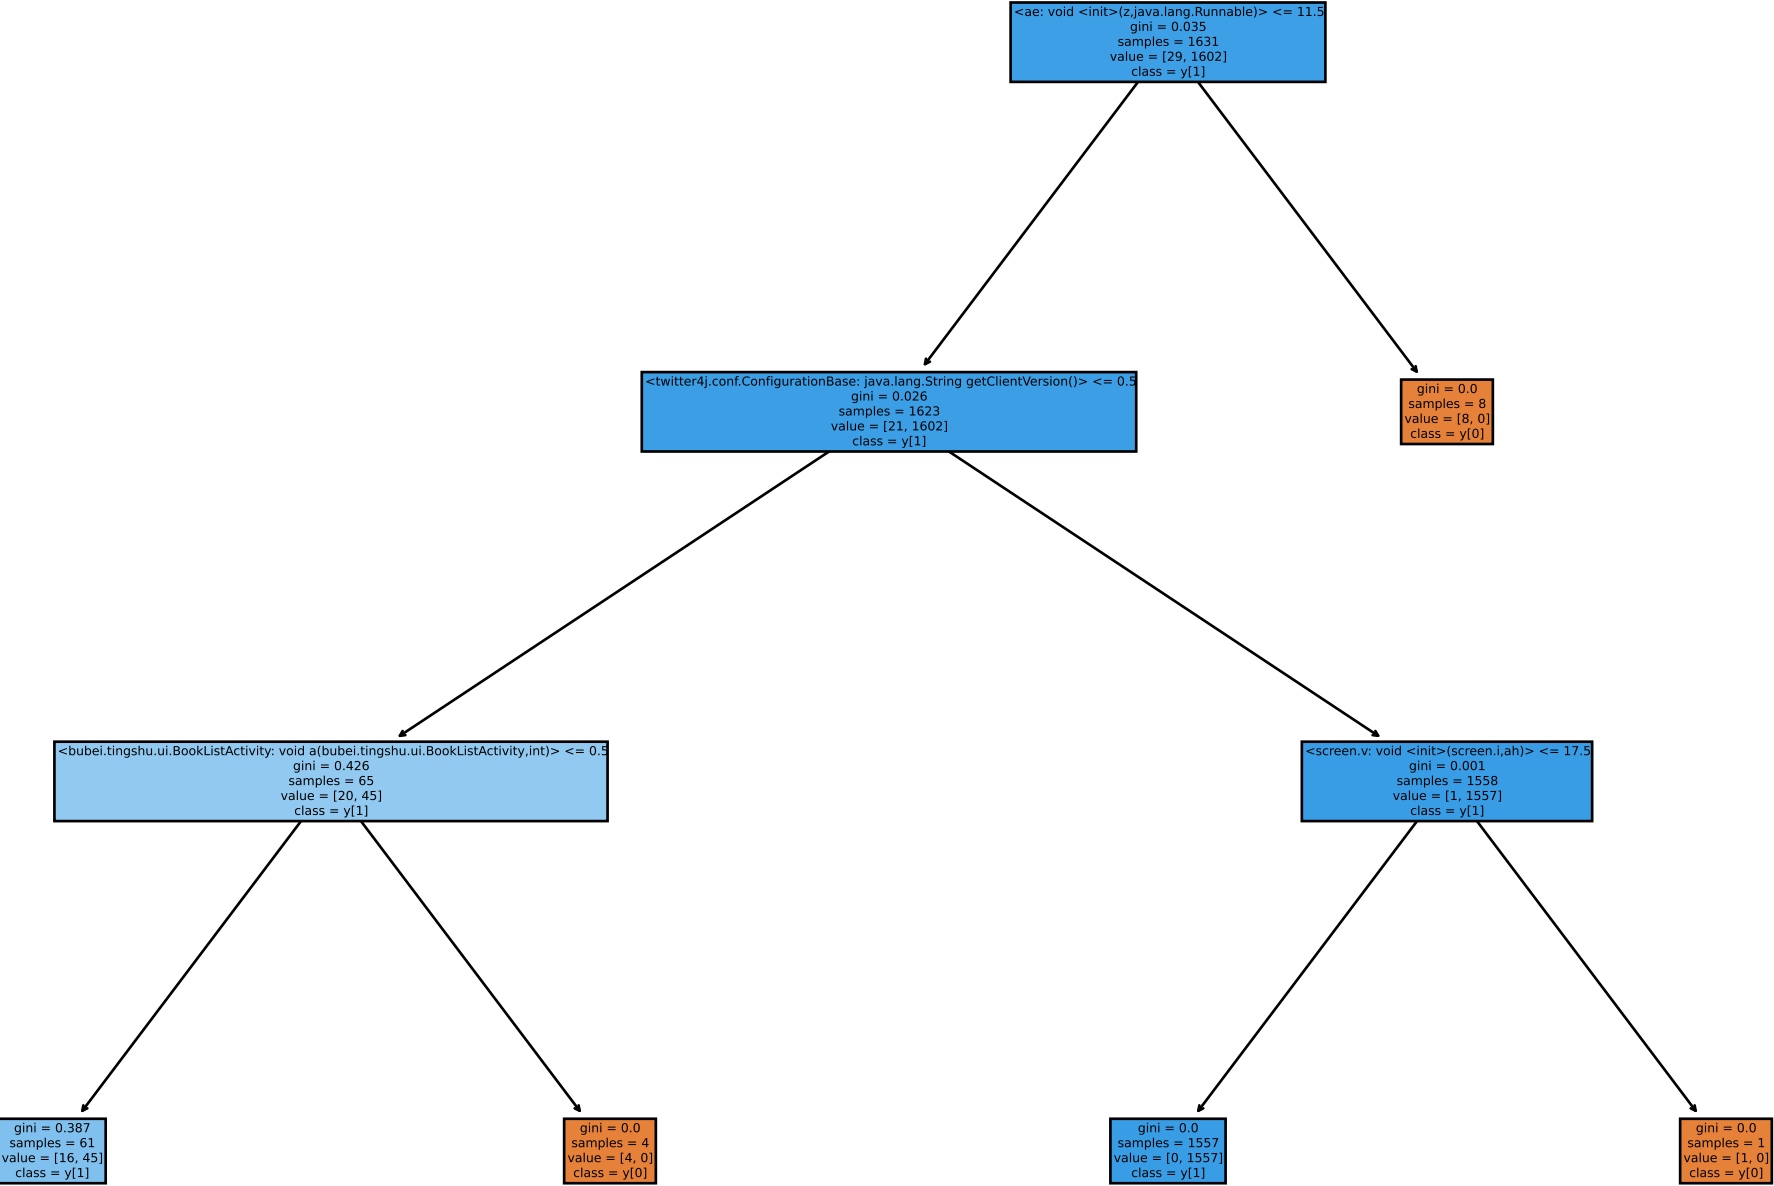 <ae: void <init>(z,java.lang.Runnable)> <= 11.5
gini = 0.035
samples = 1631
value = [29, 1602]
class = y[1]
<twitter4j.conf.ConfigurationBase: java.lang.String getClientVersion()> <= 0.5
gini = 0.026
samples = 1623
value = [21, 1602]
class = y[1]
gini = 0.0
samples = 8
value = [8, 0]
class = y[0]
<bubei.tingshu.ui.BookListActivity: void a(bubei.tingshu.ui.BookListActivity,int)> <= 0.5
gini = 0.426
samples = 65
value = [20, 45]
class = y[1]
<screen.v: void <init>(screen.i,ah)> <= 17.5
gini = 0.001
samples = 1558
value = [1, 1557]
class = y[1]
gini = 0.387
samples = 61
value = [16, 45]
class = y[1]
gini = 0.0
samples = 4
value = [4, 0]
class = y[0]
gini = 0.0
samples = 1557
value = [0, 1557]
class = y[1]
gini = 0.0
samples = 1
value = [1, 0]
class = y[0]